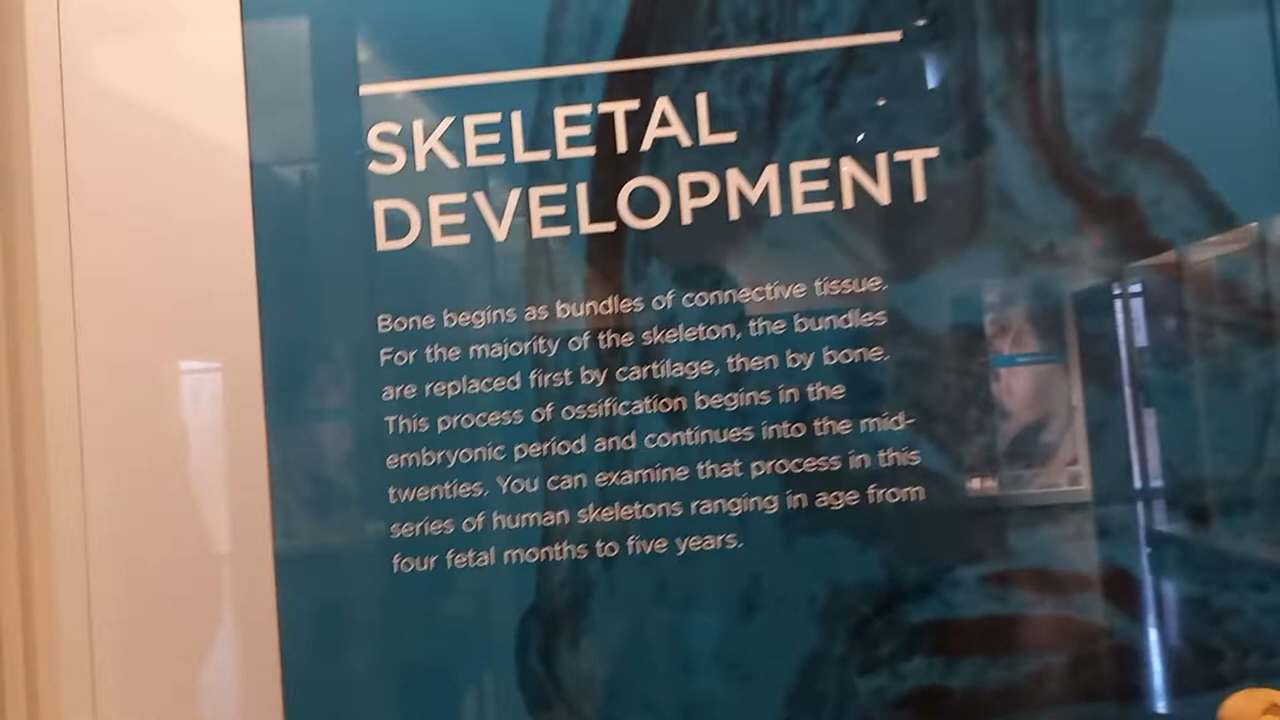 SKELETAL
DEVELOPMENT
Bone begins as bundles of connective tissue.
For the majority of the skeleton, the bundles
are replaced first by cartilage, then by bone.
This process of ossification begins in the
embryonic period and continues into the mid-
twenties. You can examine that process in this
series of human skeletons ranging in age from
four fetal months to five years.